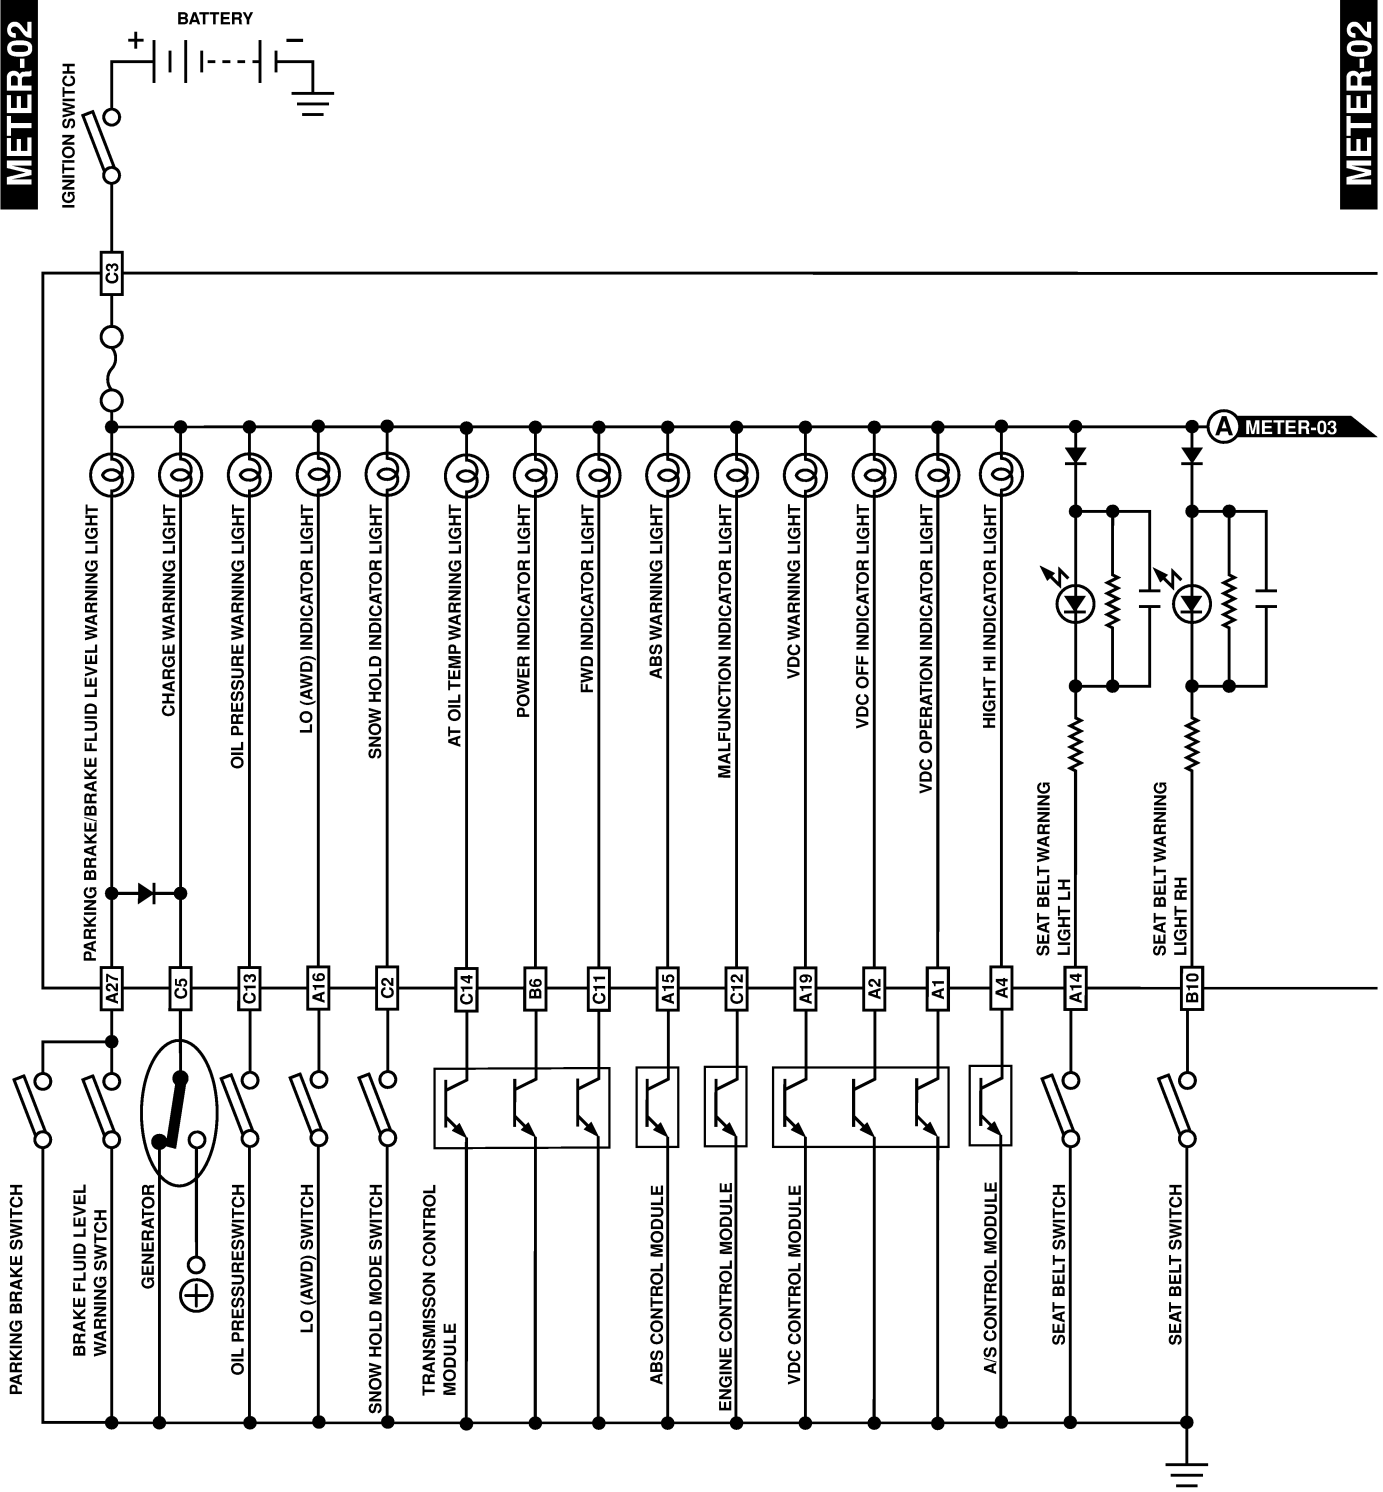 METER-02
METER-02
BATTERY
+
−
IGNITION SWITCH
C3
A
METER-03
PARKING BRAKE/BRAKE FLUID LEVEL WARNING LIGHT
CHARGE WARNING LIGHT
OIL PRESSURE WARNING LIGHT
LO (AWD) INDICATOR LIGHT
SNOW HOLD INDICATOR LIGHT
AT OIL TEMP WARNING LIGHT
POWER INDICATOR LIGHT
FWD INDICATOR LIGHT
ABS WARNING LIGHT
MALFUNCTION INDICATOR LIGHT
VDC WARNING LIGHT
VDC OFF INDICATOR LIGHT
VDC OPERATION INDICATOR LIGHT
HIGHT HI INDICATOR LIGHT
SEAT BELT WARNING
LIGHT LH
SEAT BELT WARNING
LIGHT RH
A27
C5
C13
A16
C2
C14
B6
C11
A15
C12
A19
A2
A1
A4
A14
B10
PARKING BRAKE SWITCH
BRAKE FLUID LEVEL
WARNING SWTCH
GENERATOR
+
OIL PRESSURESWITCH
LO (AWD) SWITCH
SNOW HOLD MODE SWITCH
TRANSMISSON CONTROL
MODULE
ABS CONTROL MODULE
ENGINE CONTROL MODULE
VDC CONTROL MODULE
A/S CONTROL MODULE
SEAT BELT SWITCH
SEAT BELT SWITCH